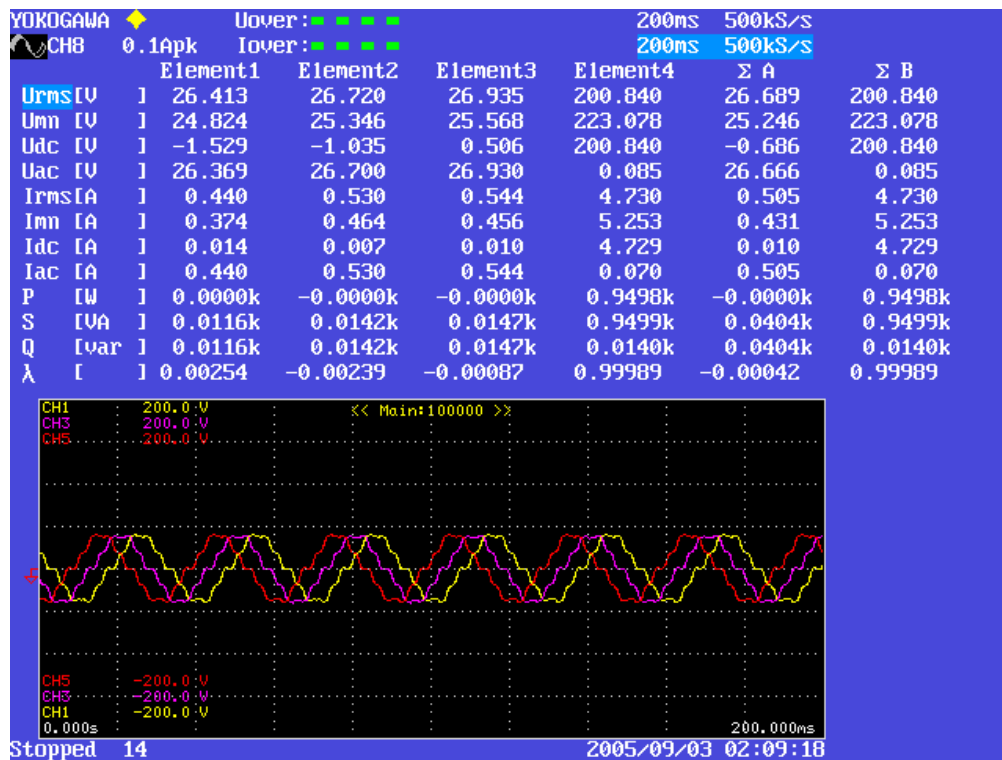 YOKOGAWA Uover: 200ms 500kS/s
CH8 0.1Apk Iover: 200ms 500kS/s
Element1 Element2 Element3 Element4 Σ A Σ B
Urms[V ] 26.413 26.720 26.935 200.840 26.689 200.840
Umn [V ] 24.824 25.346 25.568 223.078 25.246 223.078
Udc [V ] -1.529 -1.035 0.506 200.840 -0.686 200.840
Uac [V ] 26.369 26.700 26.930 0.085 26.666 0.085
Irms[A ] 0.440 0.530 0.544 4.730 0.505 4.730
Imn [A ] 0.374 0.464 0.456 5.253 0.431 5.253
Idc [A ] 0.014 0.007 0.010 4.729 0.010 4.729
Iac [A ] 0.440 0.530 0.544 0.070 0.505 0.070
P [W ] 0.0000k -0.0000k -0.0000k 0.9498k -0.0000k 0.9498k
S [VA ] 0.0116k 0.0142k 0.0147k 0.9499k 0.0404k 0.9499k
Q [var ] 0.0116k 0.0142k 0.0147k 0.0140k 0.0404k 0.0140k
λ [ ] 0.00254 -0.00239 -0.00087 0.99989 -0.00042 0.99989
CH1 200.0 V << Main:100000 >>
CH3 200.0 V
CH5 200.0 V
CH5 -200.0 V
CH3 -200.0 V
CH1 -200.0 V
0.000s 200.000ms
Stopped 14 2005/09/03 02:09:18